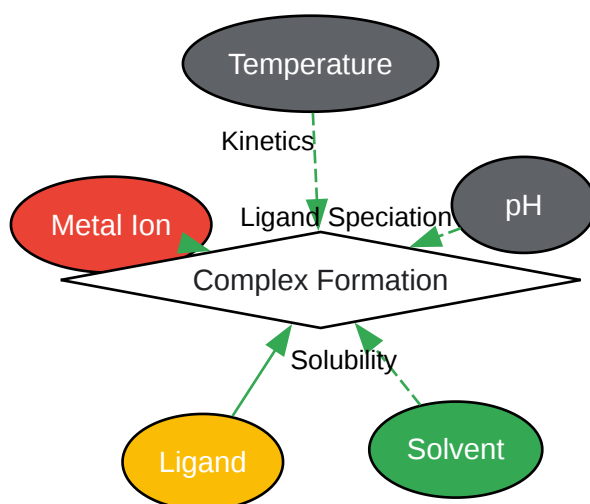 Temperature
Kinetics
pH
Ligand Speciation
Metal Ion
Complex Formation
Solubility
Ligand
Solvent